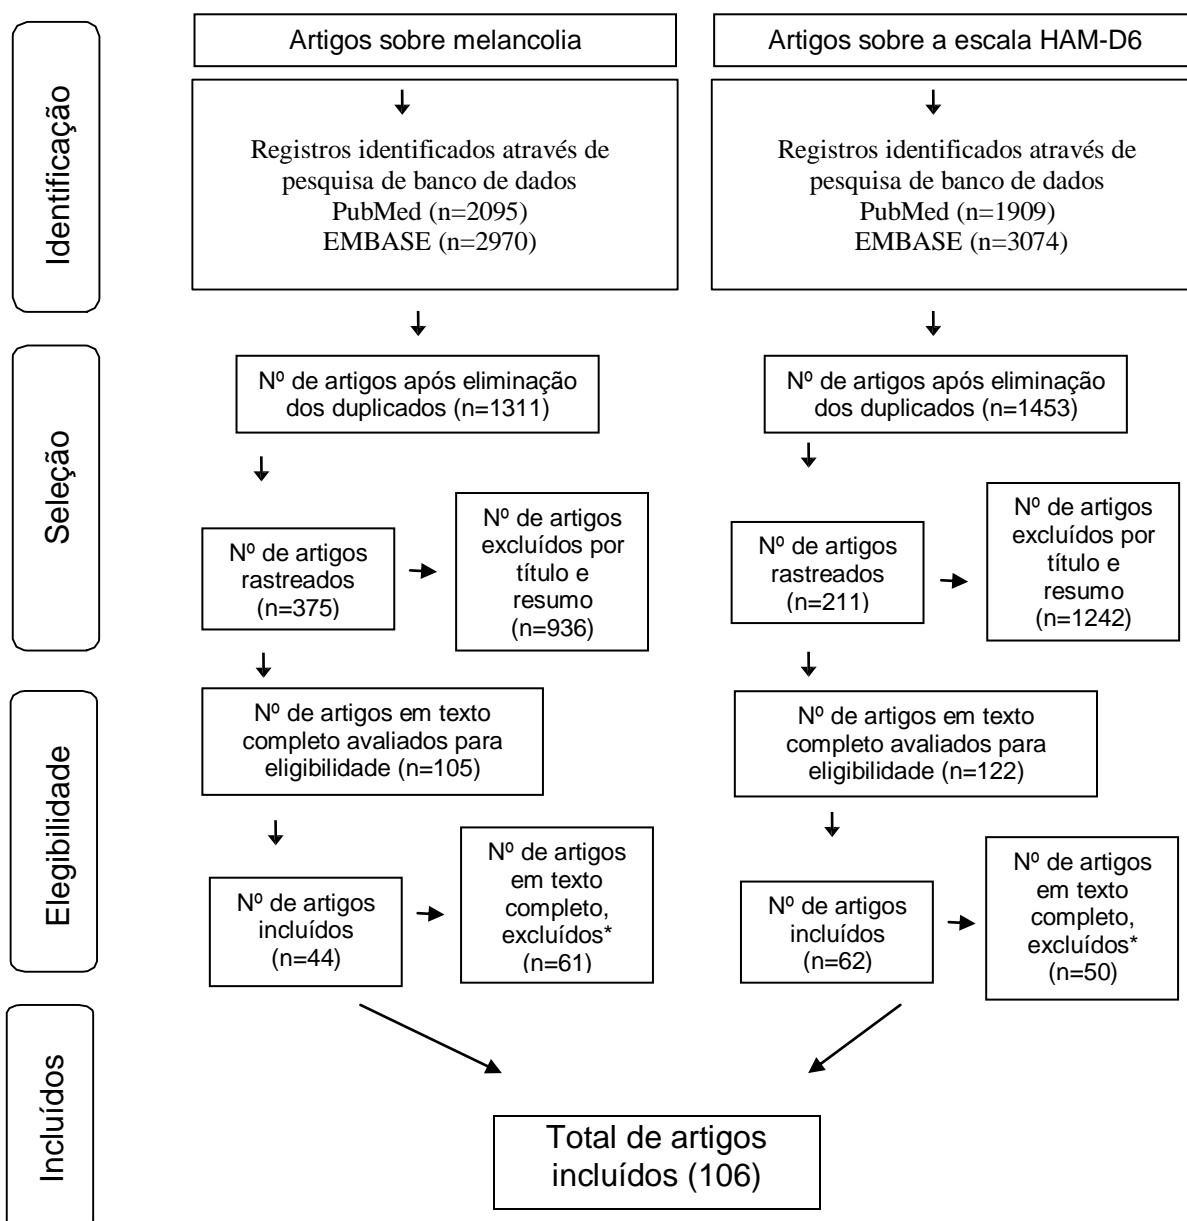 Identificação
Artigos sobre melancolia
Registros identificados através de
pesquisa de banco de dados
PubMed (n=2095)
EMBASE (n=2970)
Artigos sobre a escala HAM-D6
Registros identificados através de
pesquisa de banco de dados
PubMed (n=1909)
EMBASE (n=3074)
Seleção
Nº de artigos após eliminação
dos duplicados (n=1311)
Nº de artigos
rastreados
(n=375)
Nº de artigos
excluídos por
título e
resumo
(n=936)
Nº de artigos após eliminação
dos duplicados (n=1453)
Nº de artigos
rastreados
(n=211)
Nº de artigos
excluídos por
título e
resumo
(n=1242)
Elegibilidade
Nº de artigos em texto
completo avaliados para
eligibilidade (n=105)
Nº de artigos
incluídos
(n=44)
Nº de artigos
em texto
completo,
excluídos*
(n=61)
Nº de artigos em texto
completo avaliados para
eligibilidade (n=122)
Nº de artigos
incluídos
(n=62)
Nº de artigos
em texto
completo,
excluídos*
(n=50)
Incluídos
Total de artigos
incluídos (106)